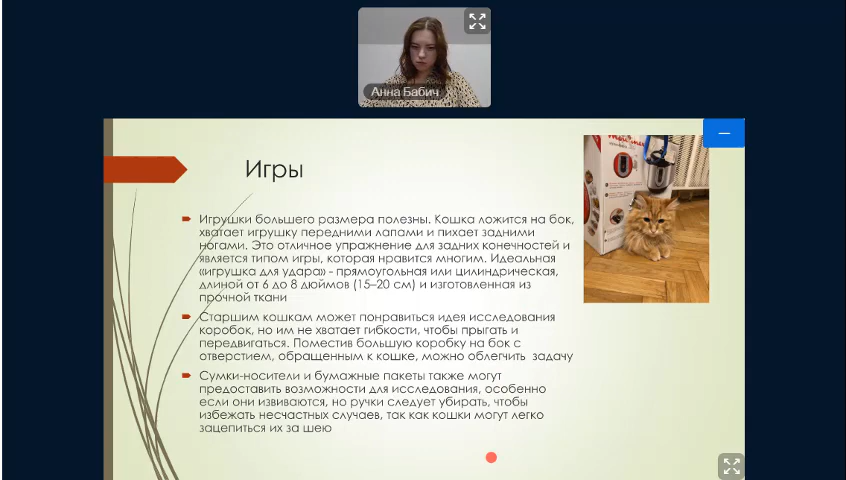 Анна Бабич
Игры
Игрушки большего размера полезны. Кошка ложится на бок,
хватает игрушку передними лапами и пихает задними
ногами. Это отличное упражнение для задних конечностей и
является типом игры, которая нравится многим. Идеальная
«игрушка для удара» - прямоугольная или цилиндрическая,
длиной от 6 до 8 дюймов (15–20 см) и изготовленная из
прочной ткани
Старшим кошкам может понравиться идея исследования
коробок, но им не хватает гибкости, чтобы прыгать и
передвигаться. Поместив большую коробку на бок с
отверстием, обращенным к кошке, можно облегчить задачу
Сумки-носители и бумажные пакеты также могут
предоставить возможности для исследования, особенно
если они извиваются, но ручки следует убирать, чтобы
избежать несчастных случаев, так как кошки могут легко
зацепиться их за шею